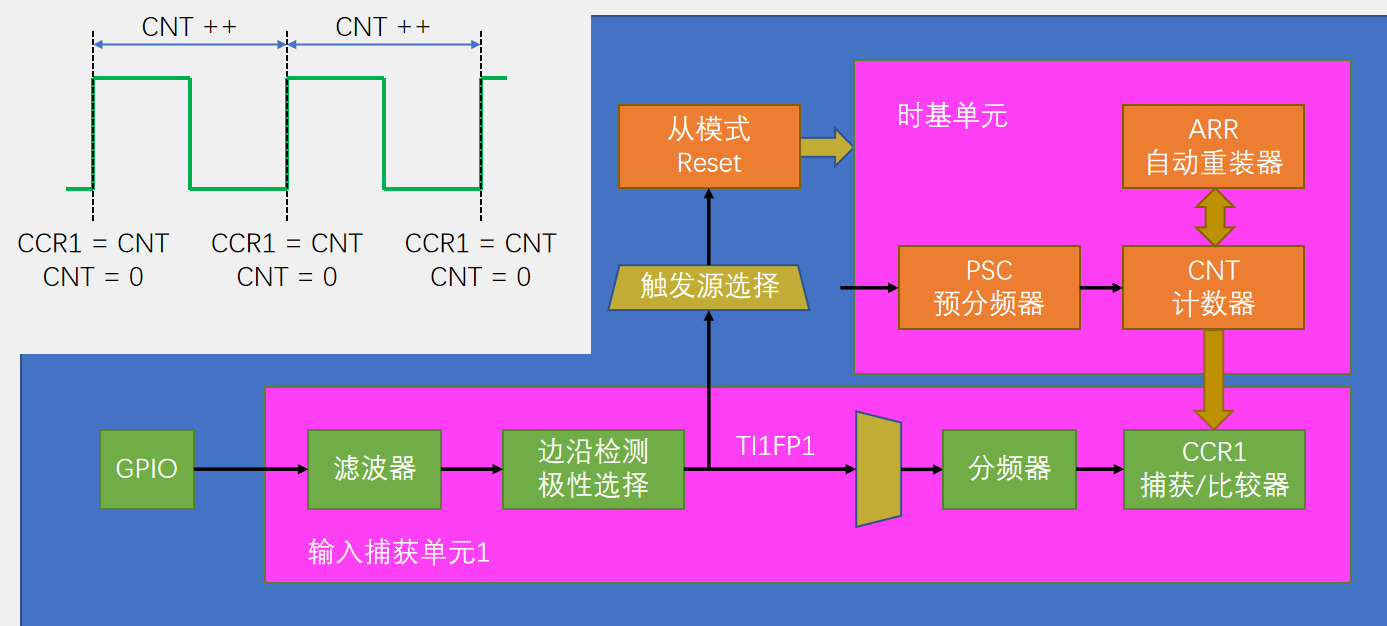 CNT ++
CNT ++
CCR1 = CNT
CNT = 0
CCR1 = CNT
CNT = 0
CCR1 = CNT
CNT = 0
从模式
Reset
时基单元
ARR
自动重装器
触发源选择
PSC
预分频器
CNT
计数器
GPIO
滤波器
边沿检测
极性选择
TI1FP1
分频器
CCR1
捕获/比较器
输入捕获单元1